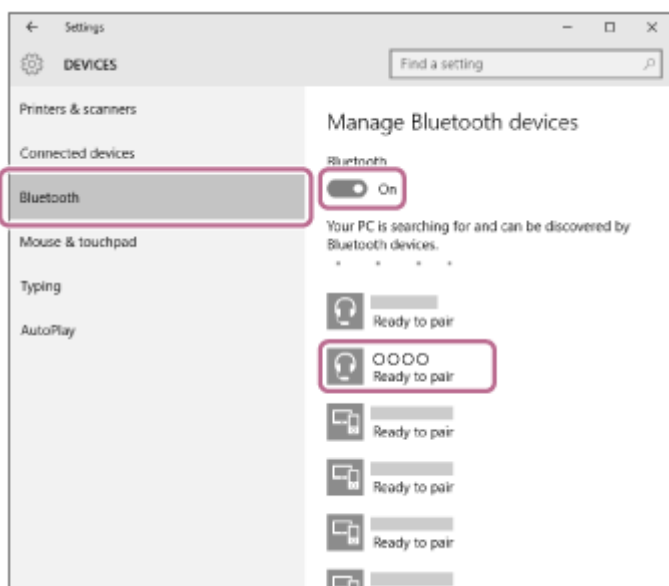 Settings
DEVICES
Find a setting
Printers & scanners
Connected devices
Bluetooth
Mouse & touchpad
Typing
AutoPlay
Manage Bluetooth devices
Bluetooth
On
Your PC is searching for and can be discovered by
Bluetooth devices.
Ready to pair
OOOO
Ready to pair
Ready to pair
Ready to pair
Ready to pair